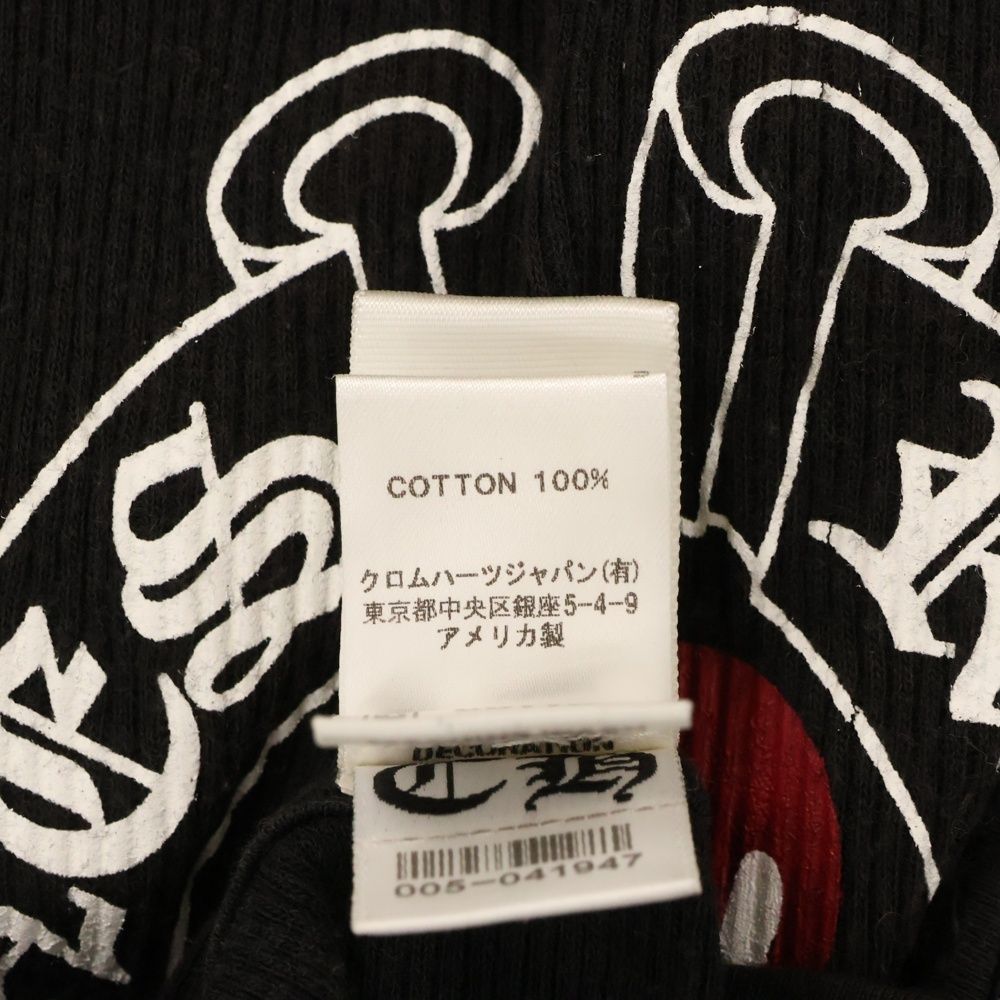 COTTON 100%
クロムハーツジャパン(有)
東京都中央区銀座5-4-9
アメリカ製
CH
005-041947